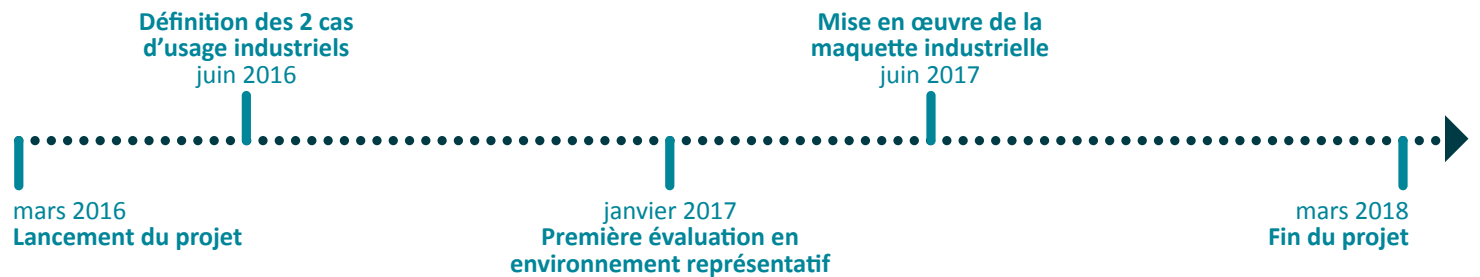 Définition des 2 cas
d’usage industriels
juin 2016
Mise en œuvre de la
maquette industrielle
juin 2017
mars 2016
Lancement du projet
janvier 2017
Première évaluation en
environnement représentatif
mars 2018
Fin du projet